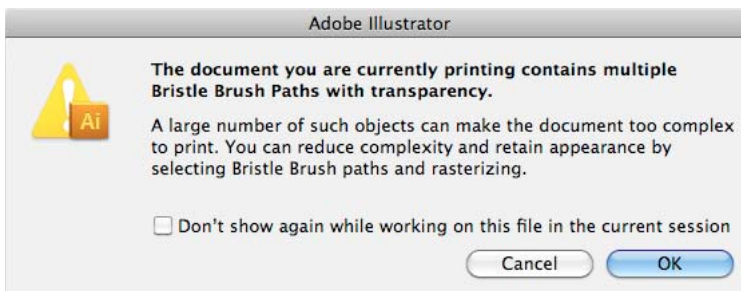 Adobe Illustrator
The document you are currently printing contains multiple
Bristle Brush Paths with transparency.
Ai
A large number of such objects can make the document too complex
to print. You can reduce complexity and retain appearance by
selecting Bristle Brush paths and rasterizing.
Don't show again while working on this file in the current session
Cancel OK